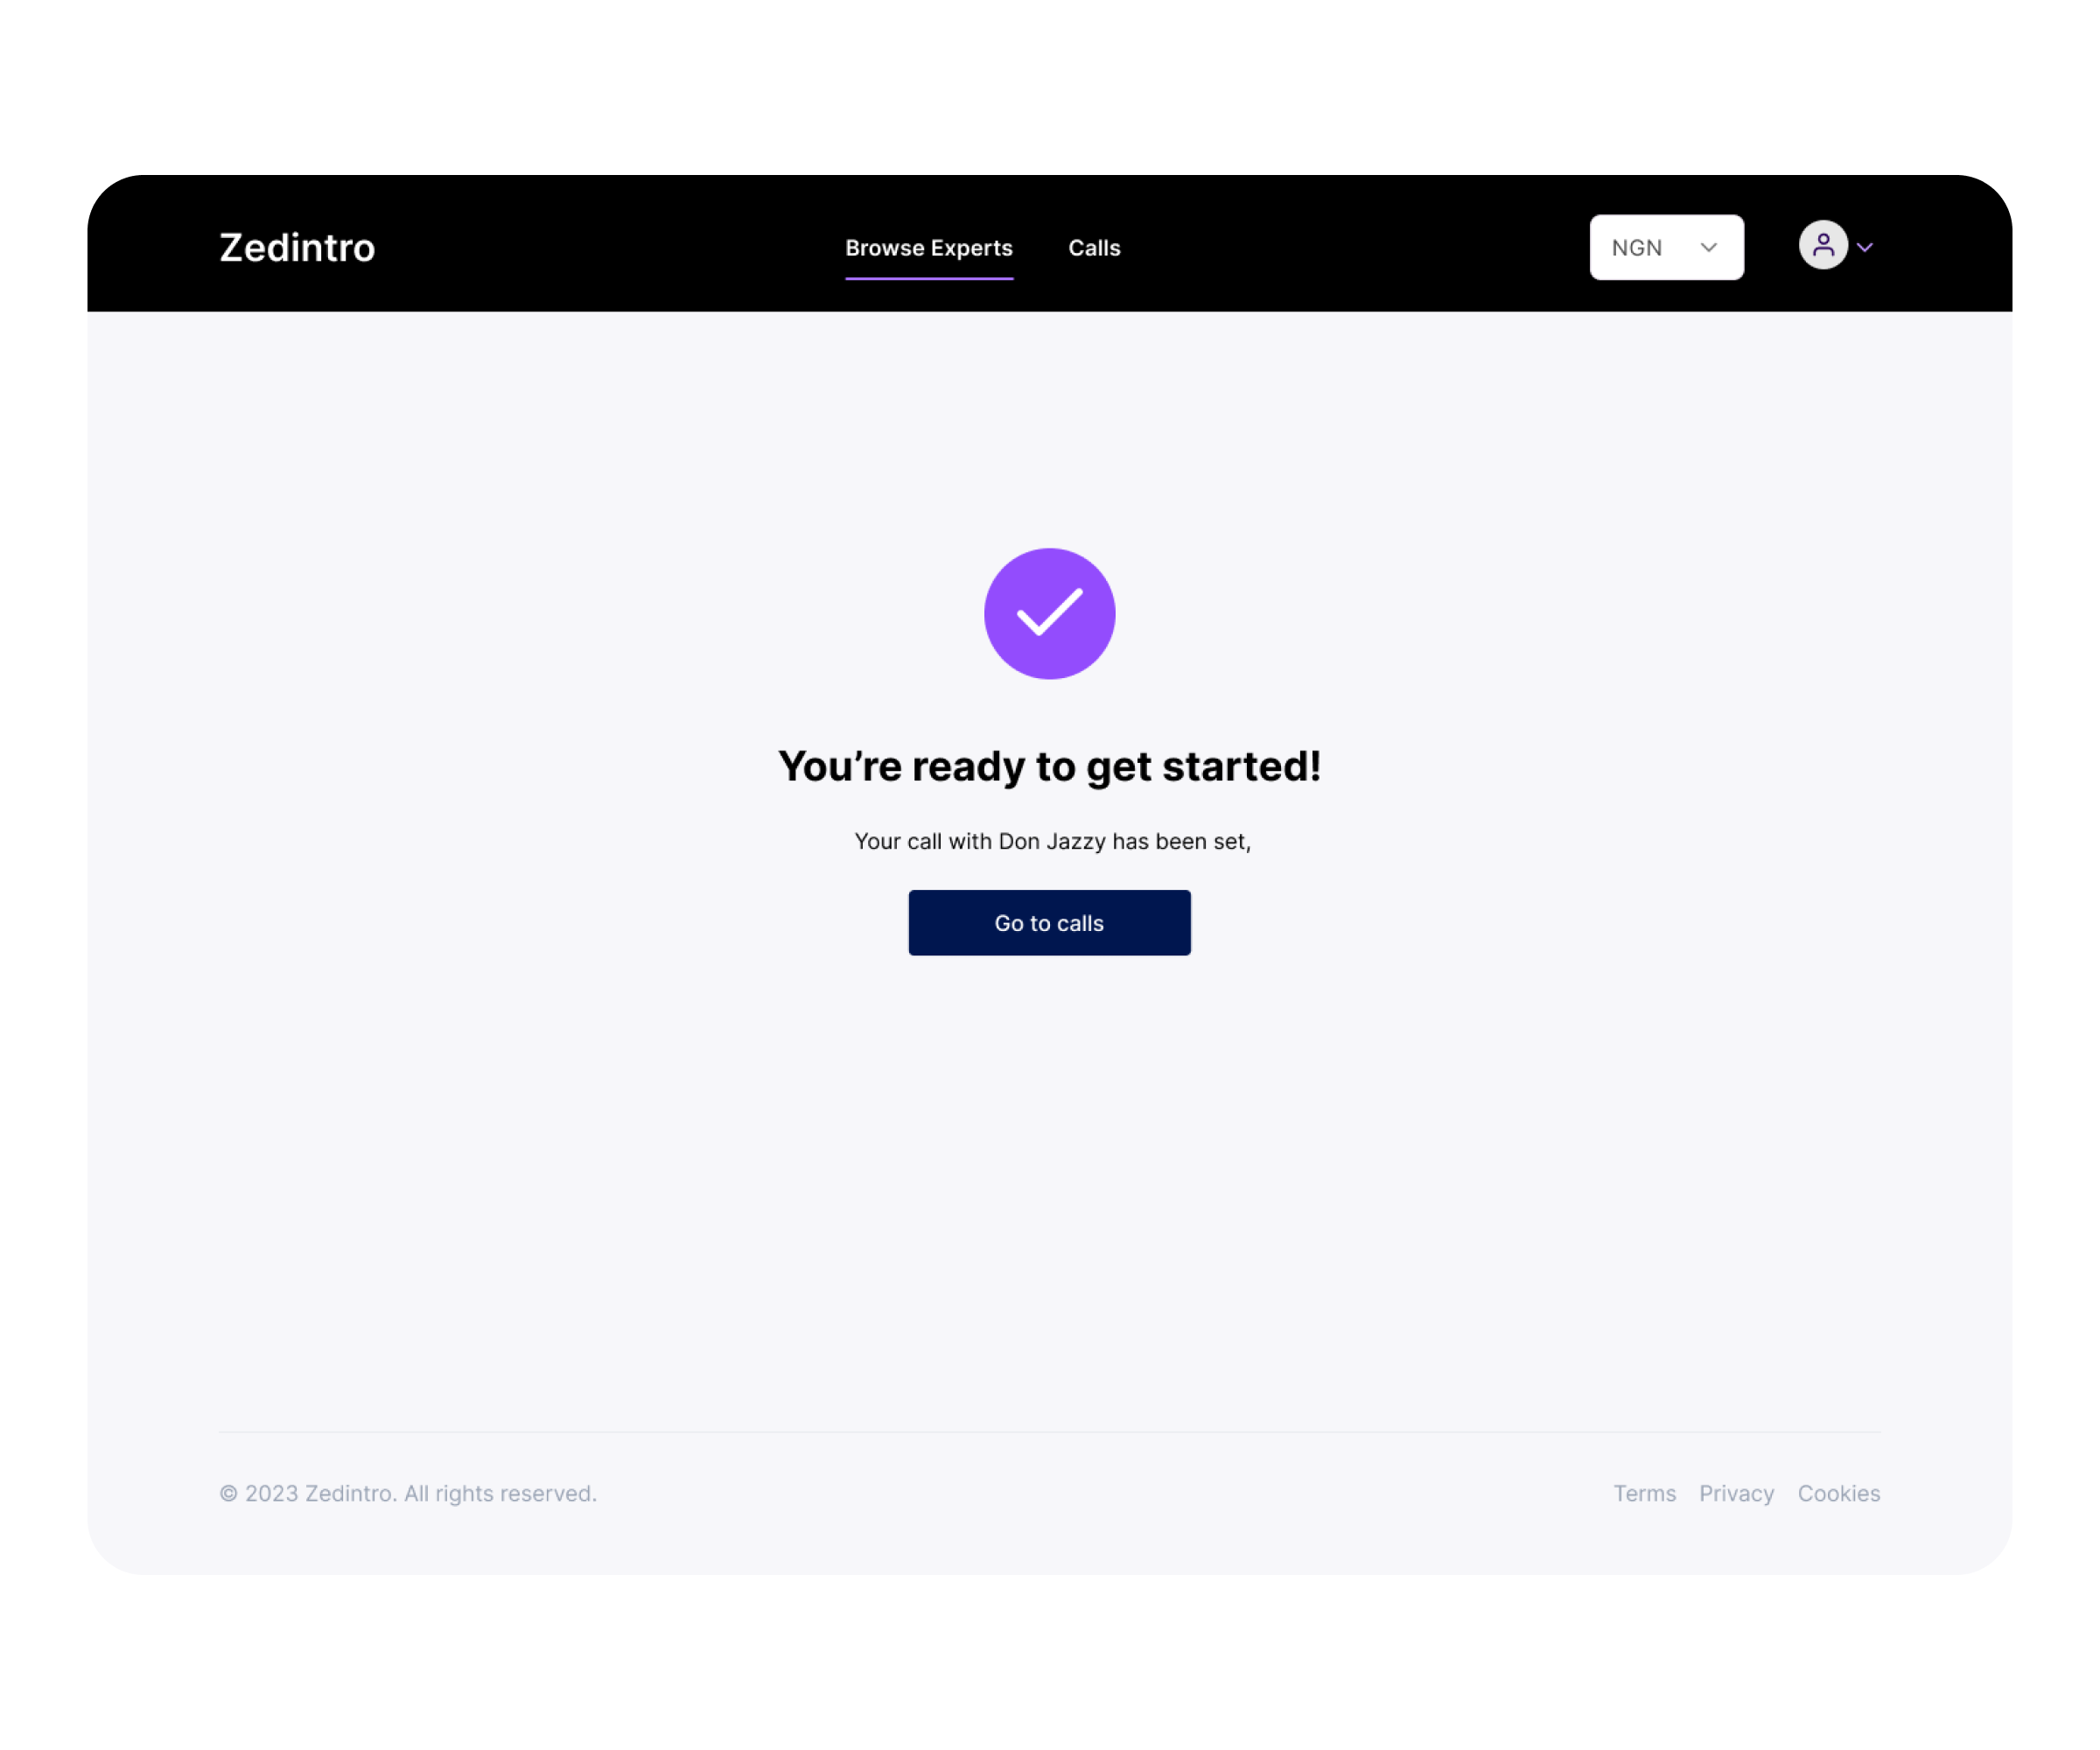 Zedintro
Browse Experts
Calls
NGN
You’re ready to get started!
Your call with Don Jazzy has been set,
Go to calls
© 2023 Zedintro. All rights reserved.
Terms Privacy Cookies